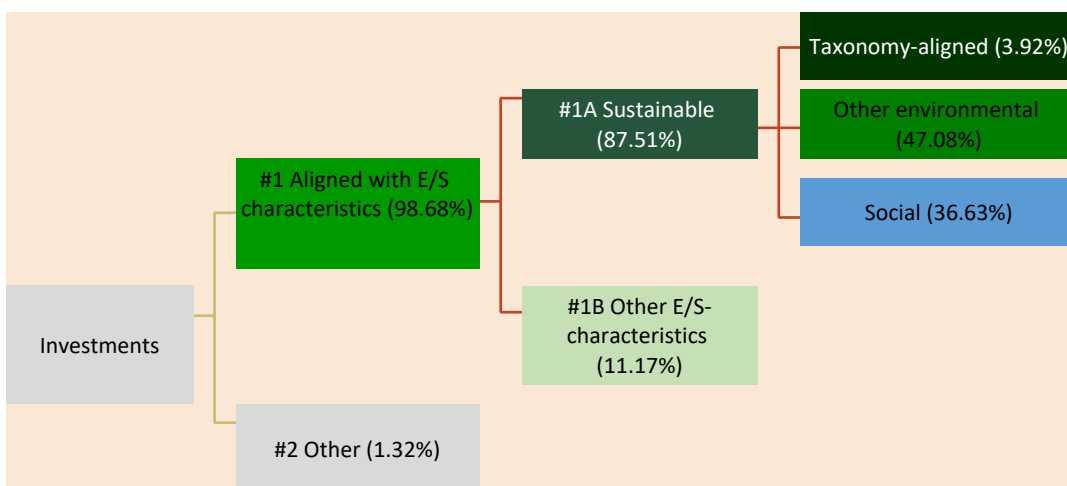 Taxonomy-aligned (3.92%)
#1A Sustainable
(87.51%)
Other environmental
(47.08%)
#1 Aligned with E/S
characteristics (98.68%)
Social (36.63%)
Investments
#1B Other E/S-
characteristics
(11.17%)
#2 Other (1.32%)